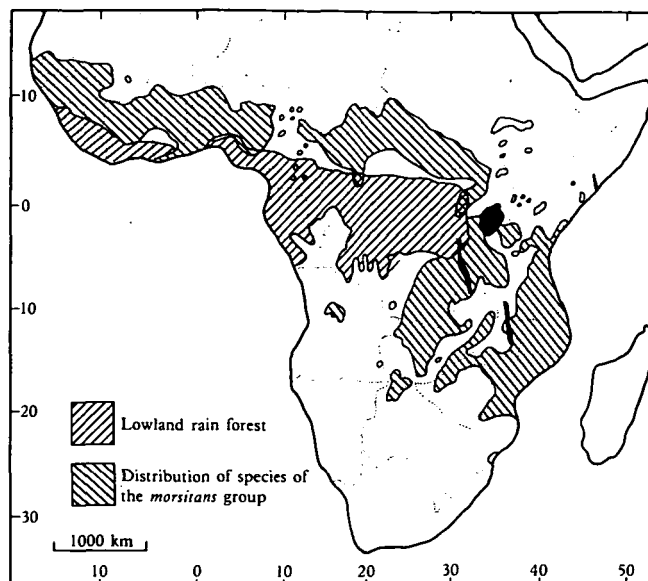 10
0
10
20
30
Lowland rain forest
Distribution of species of
the morsitans group
1000 km
10 0 10 20 30 40 50